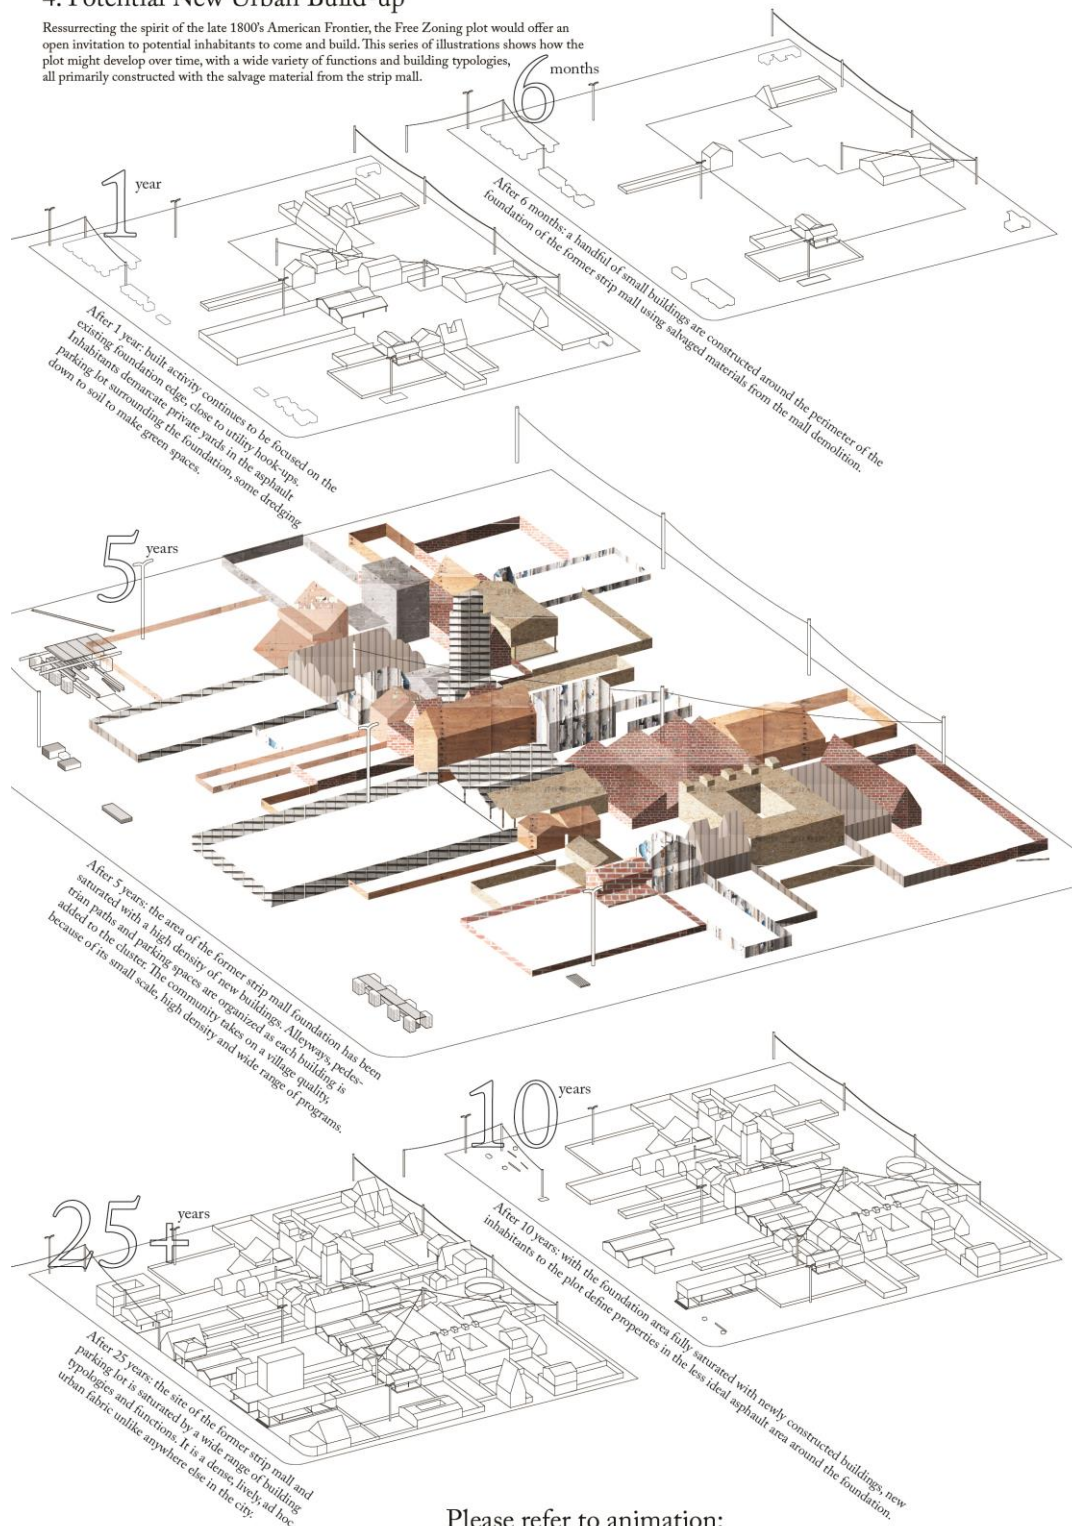 4. Potential New Urban Build-up
Ressurrecting the spirit of the late 1800's American Frontier, the Free Zoning plot would offer an
open invitation to potential inhabitants to come and build. This series of illustrations shows how the
plot might develop over time, with a wide variety of functions and building typologies,
all primarily constructed with the salvage material from the strip mall.
6 months
After 6 months: a handful of small buildings are constructed around the perimeter of the
foundation of the former strip mall using salvaged materials from the mall demolition.
1 year
After 1 year: built activity continues to be focused on the
existing foundation edge, close to utility hook-ups.
Inhabitants demarcate private yards in the asphault
parking lot surrounding the foundation, some dredging
down to soil to make green spaces.
5 years
After 5 years: the area of the former strip mall foundation has been
saturated with a high density of new buildings. Alleyways, pedes-
trian paths and parking spaces are organized as each building is
added to the cluster. The community takes on a village quality,
because of its small scale, high density and wide range of programs.
10 years
After 10 years: with the foundation area fully saturated with newly constructed buildings, new
inhabitants to the plot define properties in the less ideal asphault area around the foundation.
25+ years
After 25 years: the site of the former strip mall and
parking lot is saturated by a wide range of building
typologies and functions. It is a dense, lively, ad hoc
urban fabric unlike anywhere else in the city.
Please refer to animation: